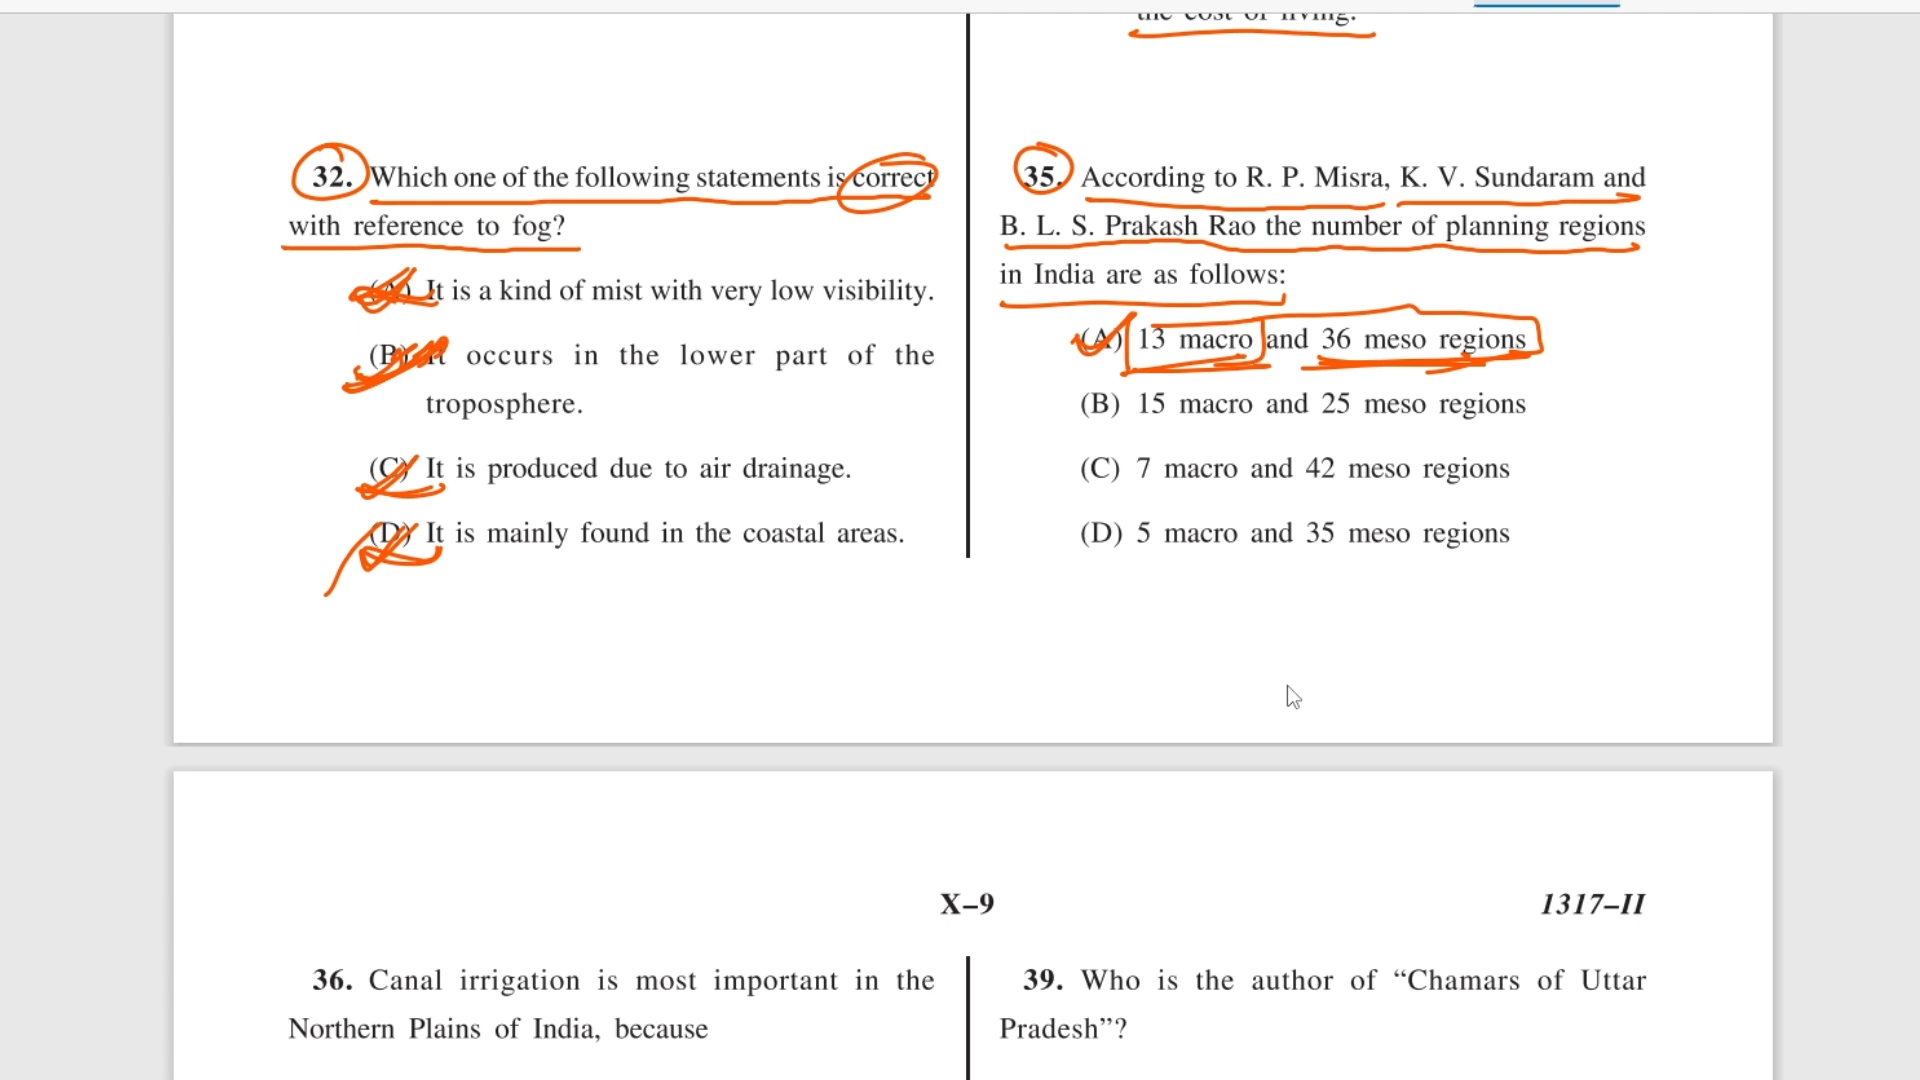 the cost of living.
32. Which one of the following statements is correct
with reference to fog?
(A) It is a kind of mist with very low visibility.
(B) It occurs in the lower part of the
troposphere.
(C) It is produced due to air drainage.
(D) It is mainly found in the coastal areas.
35. According to R. P. Misra, K. V. Sundaram and
B. L. S. Prakash Rao the number of planning regions
in India are as follows:
(A) 13 macro and 36 meso regions
(B) 15 macro and 25 meso regions
(C) 7 macro and 42 meso regions
(D) 5 macro and 35 meso regions
X–9
1317–II
36. Canal irrigation is most important in the
Northern Plains of India, because
39. Who is the author of “Chamars of Uttar
Pradesh”?